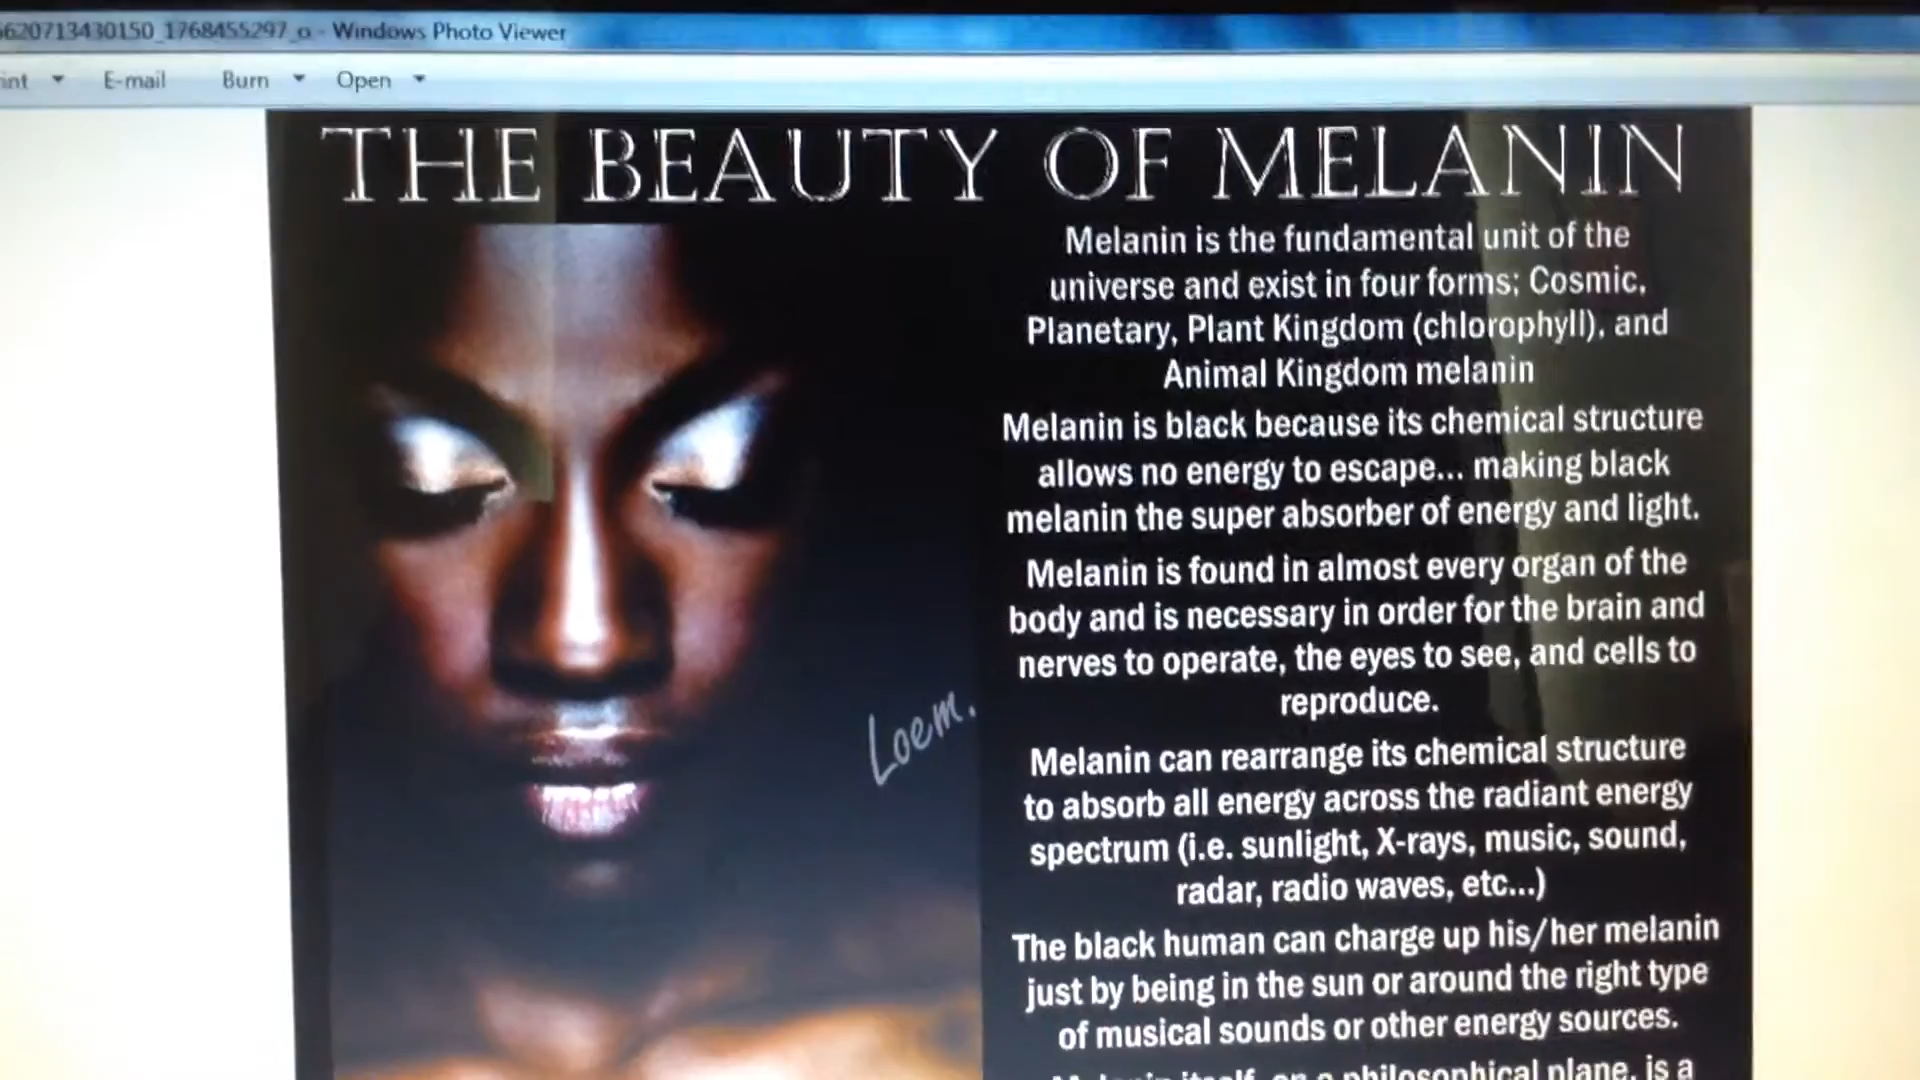 6620713430150_1768455297_o - Windows Photo Viewer
int E-mail Burn Open
THE BEAUTY OF MELANIN
Melanin is the fundamental unit of the
universe and exist in four forms; Cosmic,
Planetary, Plant Kingdom (chlorophyll), and
Animal Kingdom melanin
Melanin is black because its chemical structure
allows no energy to escape... making black
melanin the super absorber of energy and light.
Melanin is found in almost every organ of the
body and is necessary in order for the brain and
nerves to operate, the eyes to see, and cells to
reproduce.
Loem.
Melanin can rearrange its chemical structure
to absorb all energy across the radiant energy
spectrum (i.e. sunlight, X-rays, music, sound,
radar, radio waves, etc...)
The black human can charge up his/her melanin
just by being in the sun or around the right type
of musical sounds or other energy sources.
Melanin itself, on a philosophical plane, is a